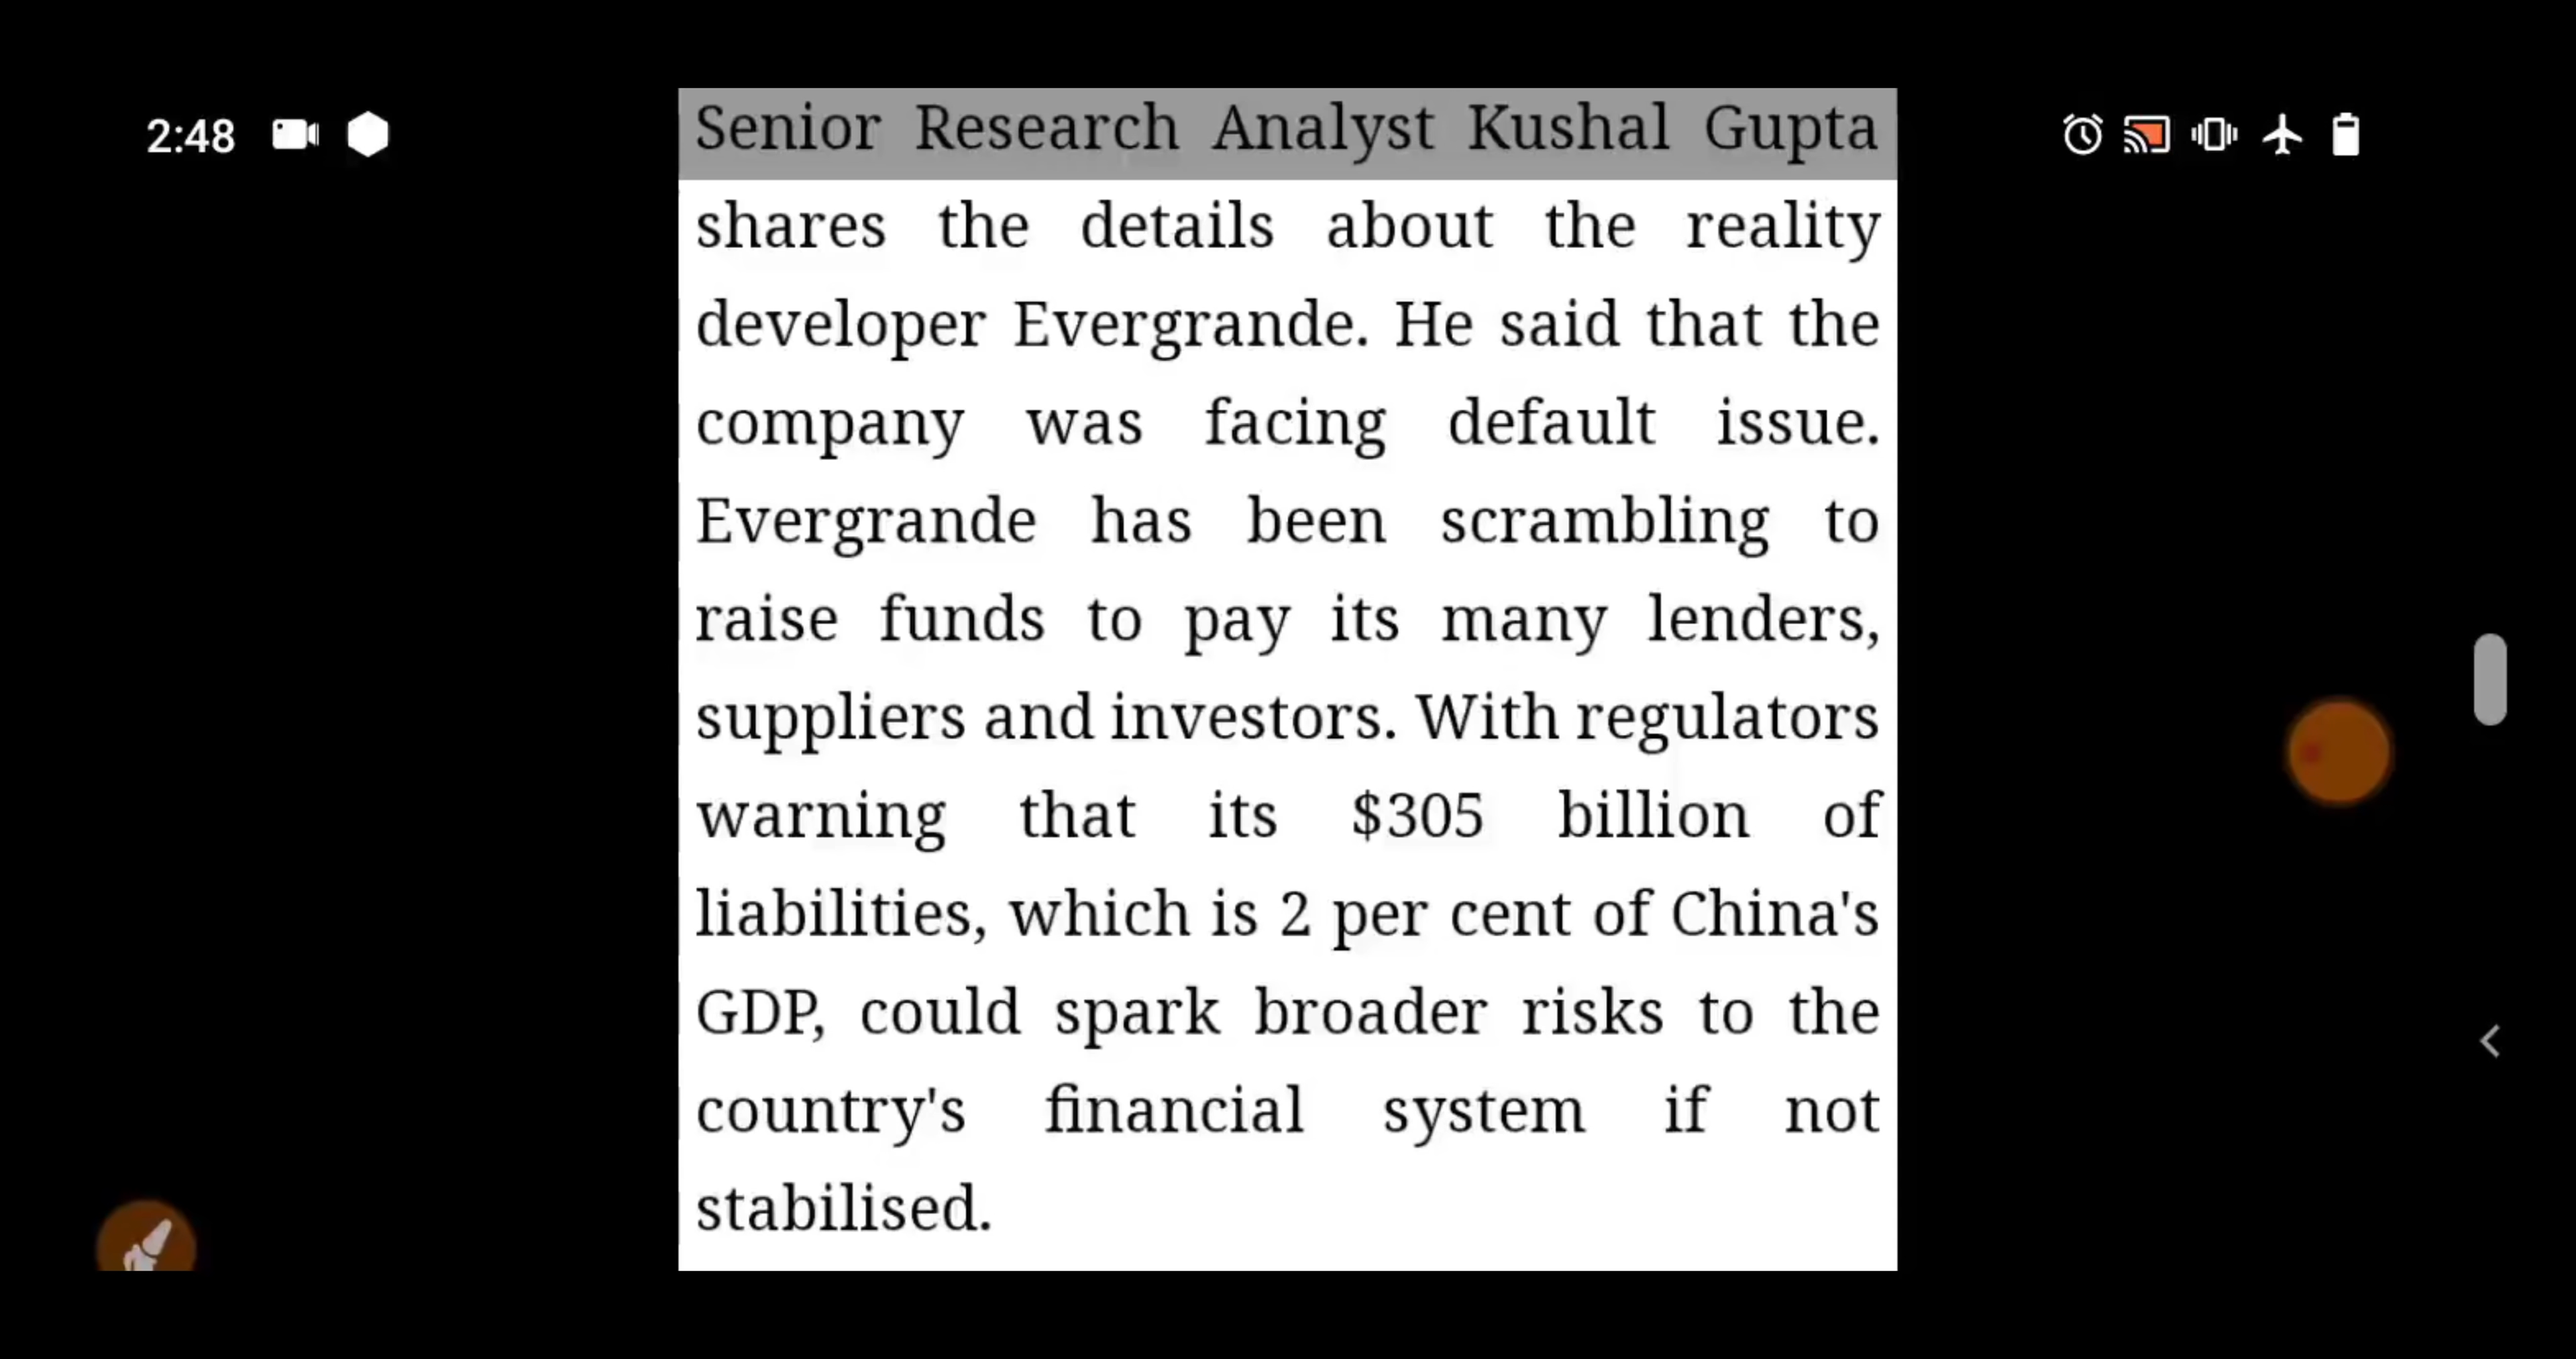 2:48
Senior Research Analyst Kushal Gupta
shares the details about the reality
developer Evergrande. He said that the
company was facing default issue.
Evergrande has been scrambling to
raise funds to pay its many lenders,
suppliers and investors. With regulators
warning that its $305 billion of
liabilities, which is 2 per cent of China's
GDP, could spark broader risks to the
country's financial system if not
stabilised.